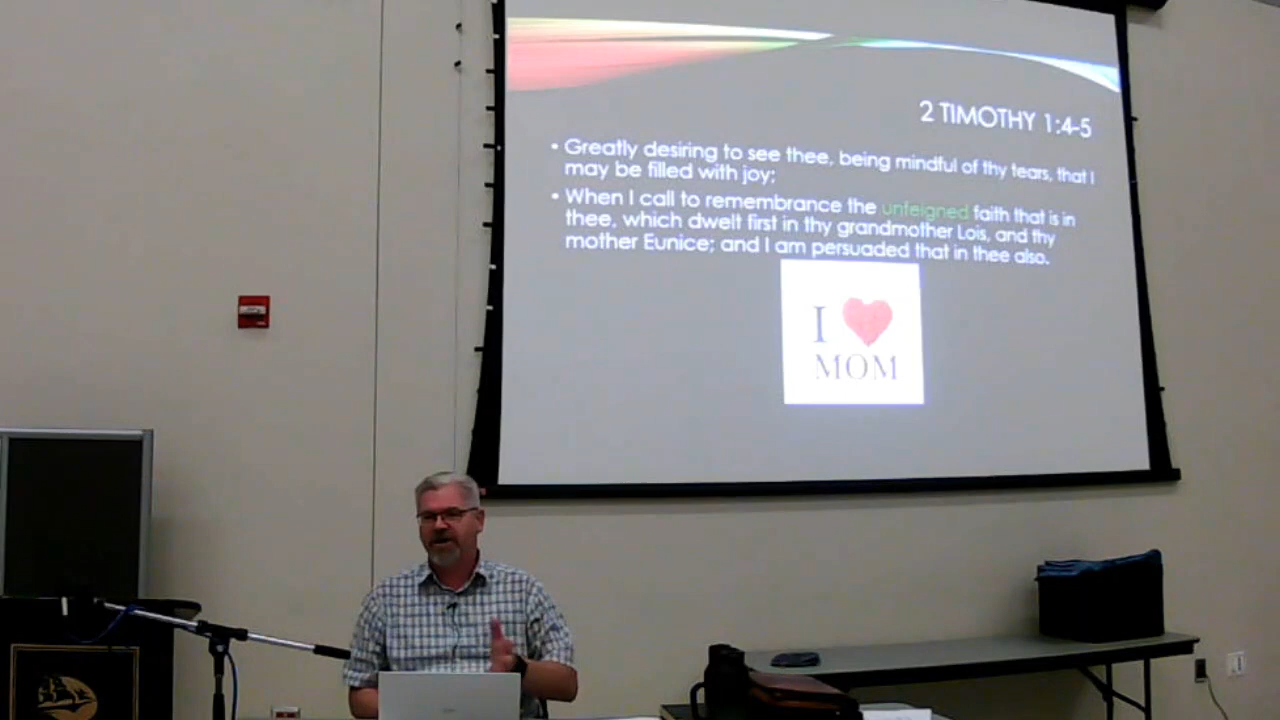 2 TIMOTHY 1:4-5
• Greatly desiring to see thee, being mindful of thy tears, that I
may be filled with joy;
• When I call to remembrance the unfeigned faith that is in
thee, which dwelt first in thy grandmother Lois, and thy
mother Eunice; and I am persuaded that in thee also.
I
MOM